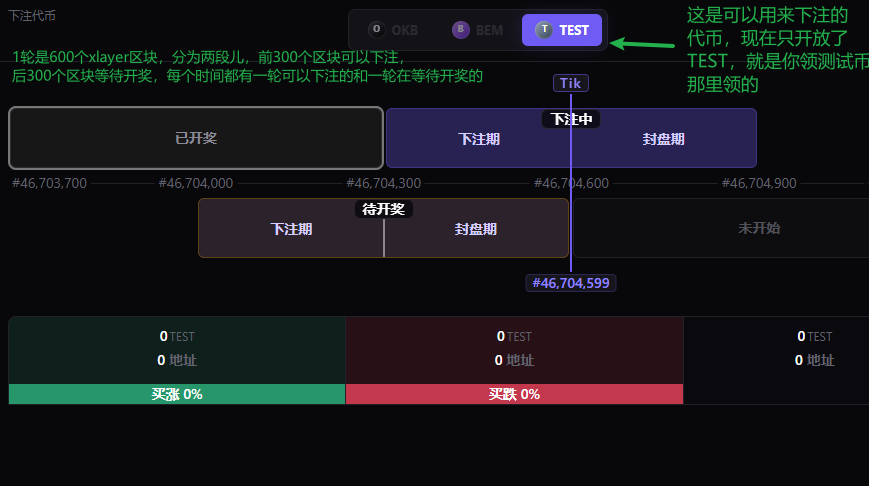 下注代币
O OKB
B BEM
T TEST
这是可以用来下注的
代币，现在只开放了
TEST，就是你领测试币
那里领的
1轮是600个xlayer区块，分为两段儿，前300个区块可以下注，
后300个区块等待开奖，每个时间都有一轮可以下注的和一轮在等待开奖的
Tik
已开奖
下注中
下注期
封盘期
#46,703,700
#46,704,000
#46,704,300
#46,704,600
#46,704,900
待开奖
下注期
封盘期
未开始
#46,704,599
0 TEST
0 地址
买涨 0%
0 TEST
0 地址
买跌 0%
0 TEST
0 地址